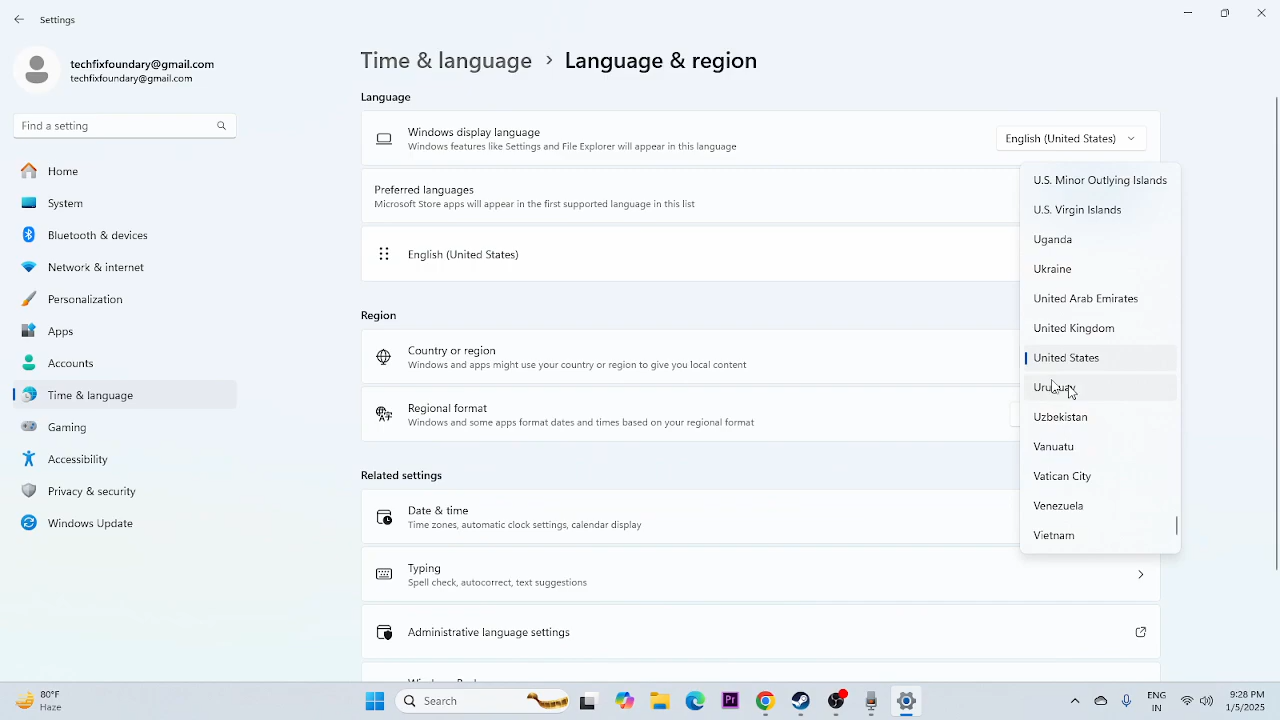 Settings
techfixfoundary@gmail.com
techfixfoundary@gmail.com
Find a setting
Home
System
Bluetooth & devices
Network & internet
Personalization
Apps
Accounts
Time & language
Gaming
Accessibility
Privacy & security
Windows Update
Time & language > Language & region
Language
Windows display language
Windows features like Settings and File Explorer will appear in this language
English (United States)
Preferred languages
Microsoft Store apps will appear in the first supported language in this list
English (United States)
Region
Country or region
Windows and apps might use your country or region to give you local content
Regional format
Windows and some apps format dates and times based on your regional format
Related settings
Date & time
Time zones, automatic clock settings, calendar display
Typing
Spell check, autocorrect, text suggestions
Administrative language settings
U.S. Minor Outlying Islands
U.S. Virgin Islands
Uganda
Ukraine
United Arab Emirates
United Kingdom
United States
Uruguay
Uzbekistan
Vanuatu
Vatican City
Venezuela
Vietnam
80°F
Haze
Search
Pr
ENG
IN
9:28 PM
1/5/2025